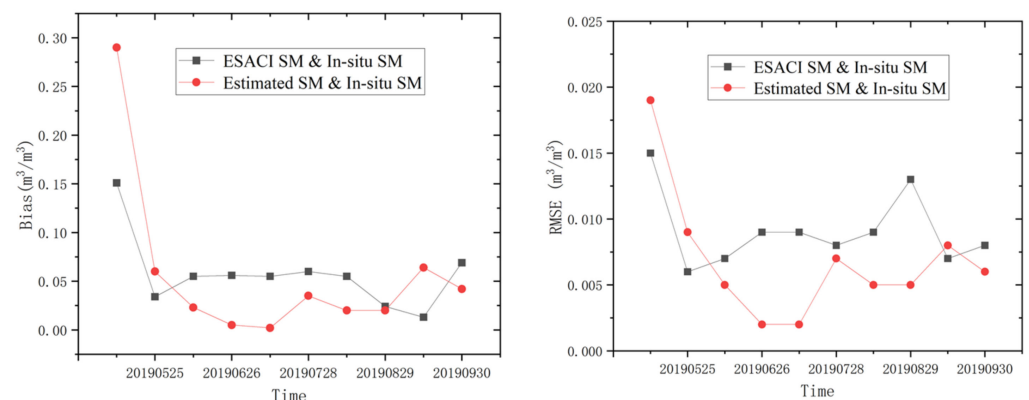 0.30
0.25
0.20
0.15
0.10
0.05
0.00
Bias(m³/m³)
ESACI SM & In-situ SM
Estimated SM & In-situ SM
20190525 20190626 20190728 20190829 20190930
Time
0.025
0.020
0.015
0.010
0.005
0.000
RMSE (m³/m³)
ESACI SM & In-situ SM
Estimated SM & In-situ SM
20190525 20190626 20190728 20190829 20190930
Time